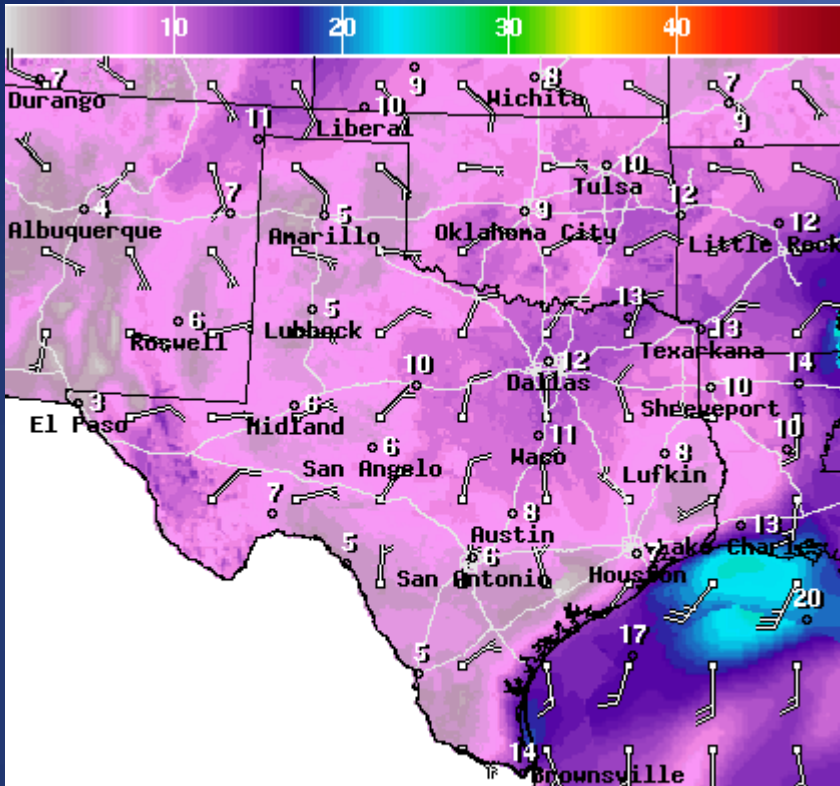 10 20 30 40
7
Durango
9
8
Wichita
7
10
Liberal
11
9
10
Tulsa
4
Albuquerque
7
5
Amarillo
9
Oklahoma City
12
12
Little Rock
6
Roswell
5
Lubbock
13
13
Texarkana
12
Dallas
14
10
10
Shreveport
3
El Paso
6
Midland
6
San Angelo
11
Waco
8
Lufkin
10
7
8
Austin
13
Lake Charles
5
6
San Antonio
7
Houston
20
17
5
14
Brownsville